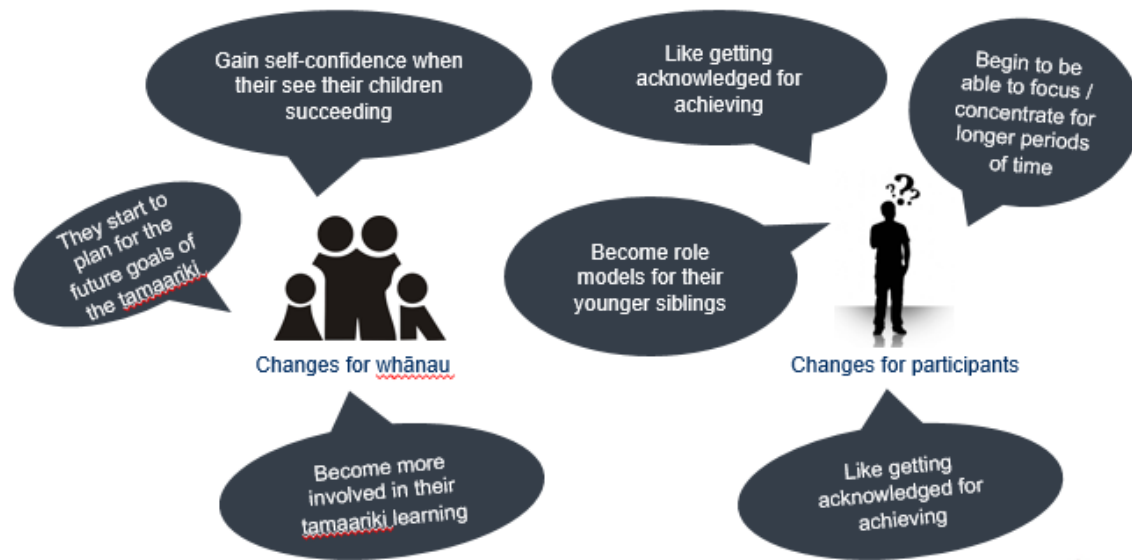 Gain self-confidence when
their see their children
succeeding
Like getting
acknowledged for
achieving
Begin to be
able to focus /
concentrate for
longer periods
of time
They start to
plan for the
future goals of
the tamaariki
Become role
models for their
younger siblings
???
Changes for whānau
Changes for participants
Become more
involved in their
tamaariki learning
Like getting
acknowledged for
achieving